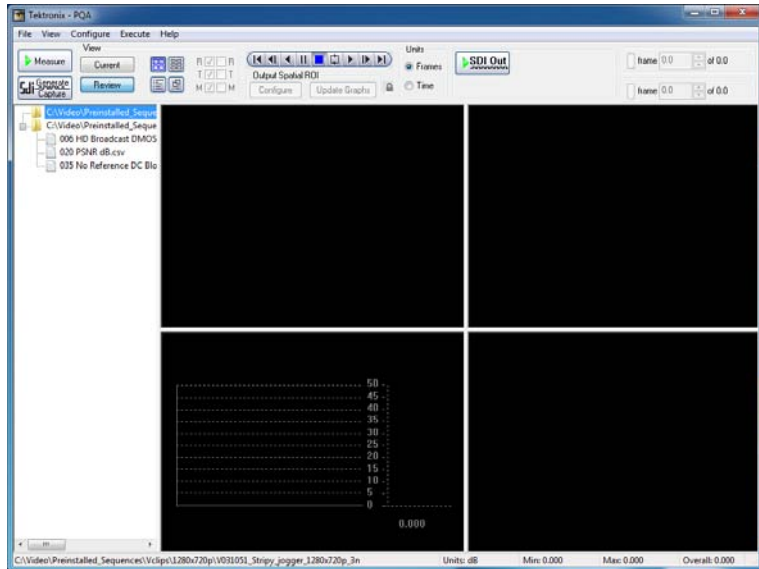 Tektronix - PQA
File View Configure Execute Help
Measure
View
Current
Review
Sdi Generate Capture
R R
T T
M M
Output Spatial ROI
Configure Update Graphs
Units
Frames
Time
SDI Out
frame 0.0 of 0.0
frame 0.0 of 0.0
C:\Video\Preinstalled_Seque
C:\Video\Preinstalled_Seque
006 HD Broadcast DMOS
020 PSNR dB.csv
035 No Reference DC Blo
50
45
40
35
30
25
20
15
10
5
0
0.000
C:\Video\Preinstalled_Sequences\Vclips\1280x720p\V031051_Stripy_jogger_1280x720p_3n Units: dB Min: 0.000 Max: 0.000 Overall: 0.000